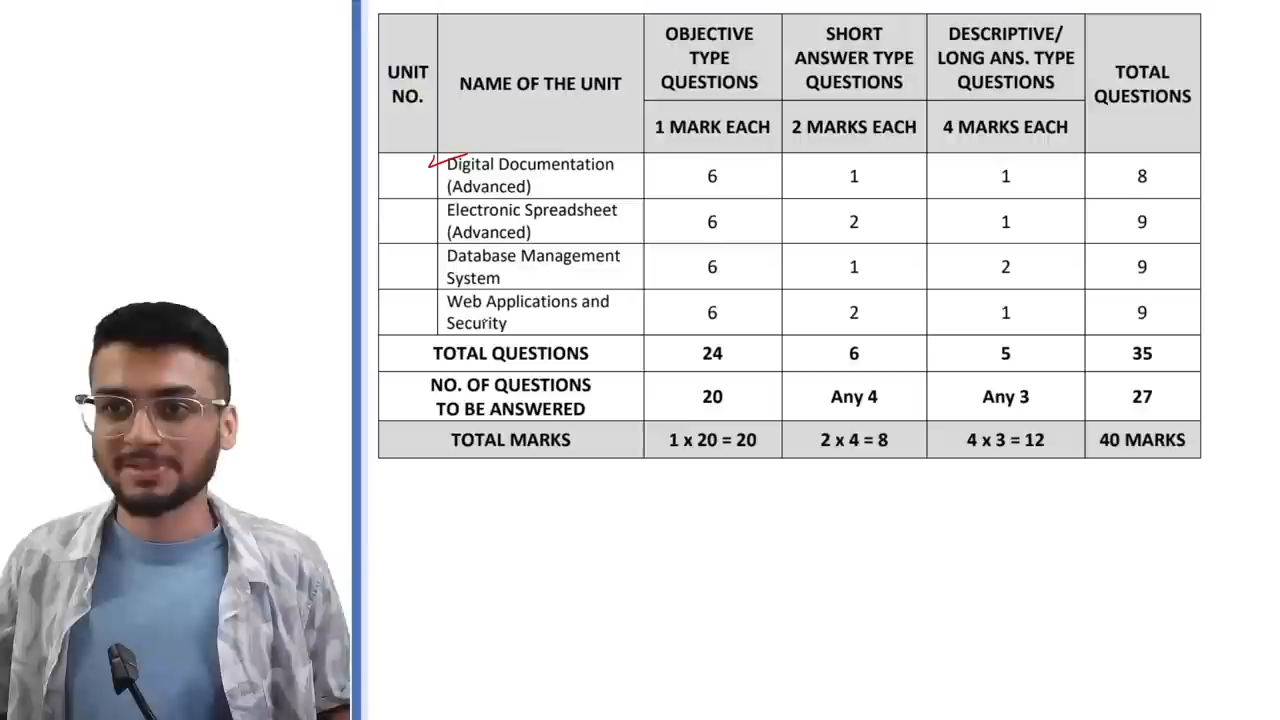 UNIT NO.
NAME OF THE UNIT
OBJECTIVE TYPE QUESTIONS
SHORT ANSWER TYPE QUESTIONS
DESCRIPTIVE/ LONG ANS. TYPE QUESTIONS
TOTAL QUESTIONS
1 MARK EACH
2 MARKS EACH
4 MARKS EACH
Digital Documentation (Advanced) 6 1 1 8
Electronic Spreadsheet (Advanced) 6 2 1 9
Database Management System 6 1 2 9
Web Applications and Security 6 2 1 9
TOTAL QUESTIONS 24 6 5 35
NO. OF QUESTIONS TO BE ANSWERED 20 Any 4 Any 3 27
TOTAL MARKS 1 x 20 = 20 2 x 4 = 8 4 x 3 = 12 40 MARKS